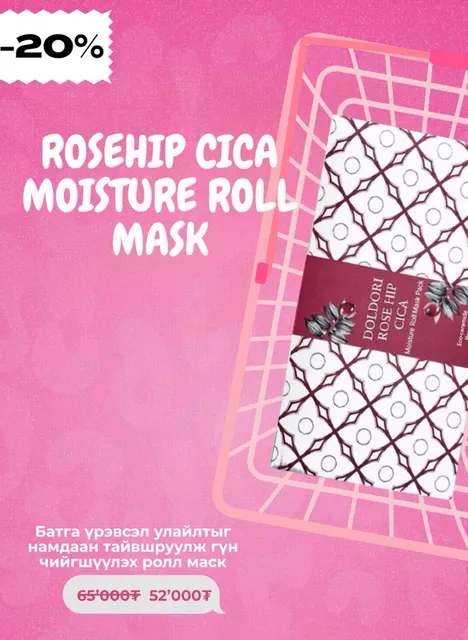 -20%
ROSEHIP CICA
MOISTURE ROLL
MASK
DOLDORI
ROSE HIP
CICA
Moisture Roll Mask Pack
Батга үрэвсэл улайлтыг
намдаан тайвшруулж гүн
чийгшүүлэх ролл маск
65’000₮ 52’000₮